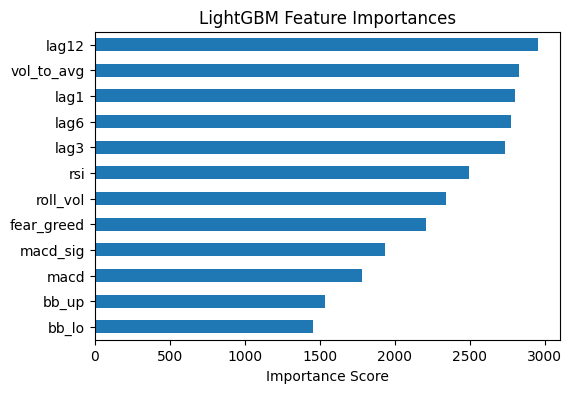 LightGBM Feature Importances
lag12
vol_to_avg
lag1
lag6
lag3
rsi
roll_vol
fear_greed
macd_sig
macd
bb_up
bb_lo
0 500 1000 1500 2000 2500 3000
Importance Score